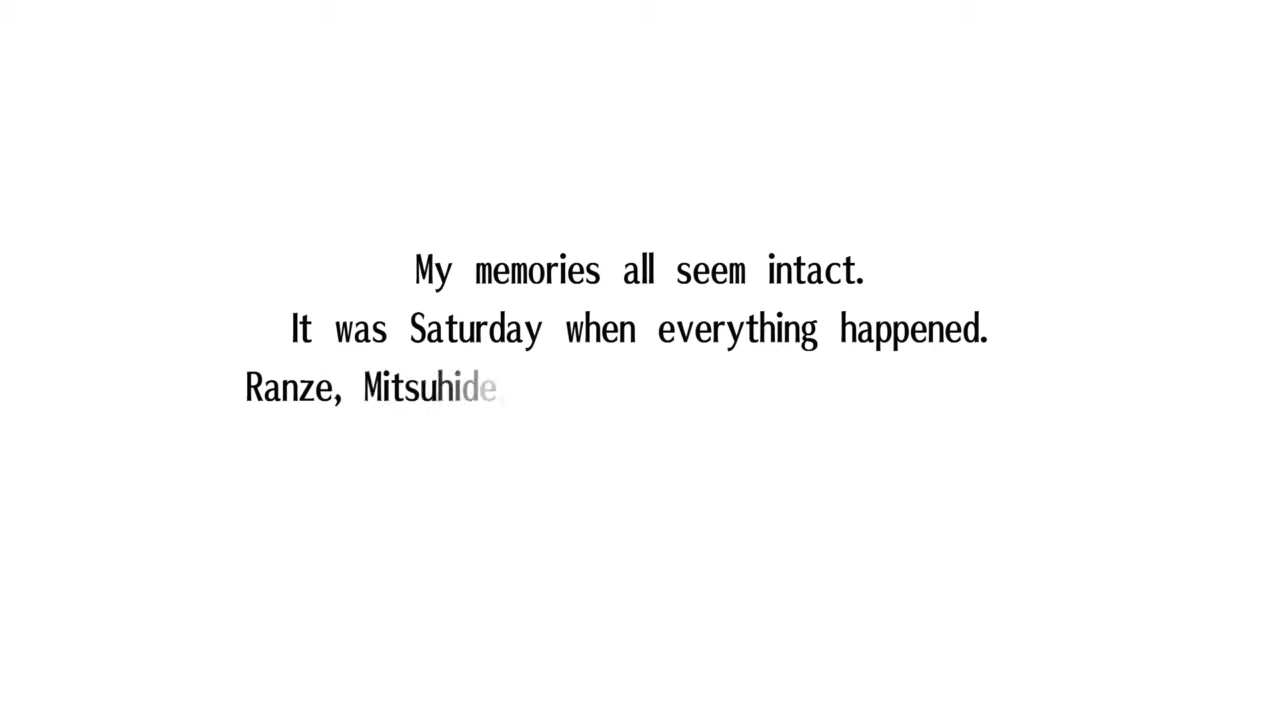 My memories all seem intact.
It was Saturday when everything happened.
Ranze, Mitsuhide